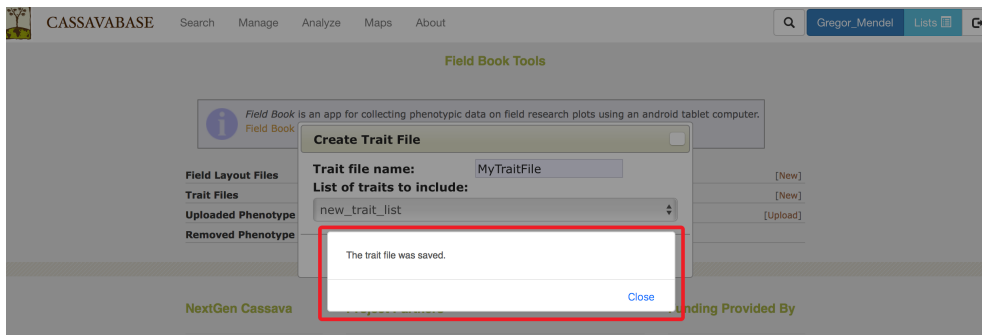 CASSAVABASE Search Manage Analyze Maps About Gregor_Mendel Lists
Field Book Tools
Field Book is an app for collecting phenotypic data on field research plots using an android tablet computer.
Field Book
Create Trait File
Trait file name: MyTraitFile
List of traits to include:
new_trait_list
Field Layout Files [New]
Trait Files [New]
Uploaded Phenotype [Upload]
Removed Phenotype
The trait file was saved.
Close
NextGen Cassava Project Partners Funding Provided By